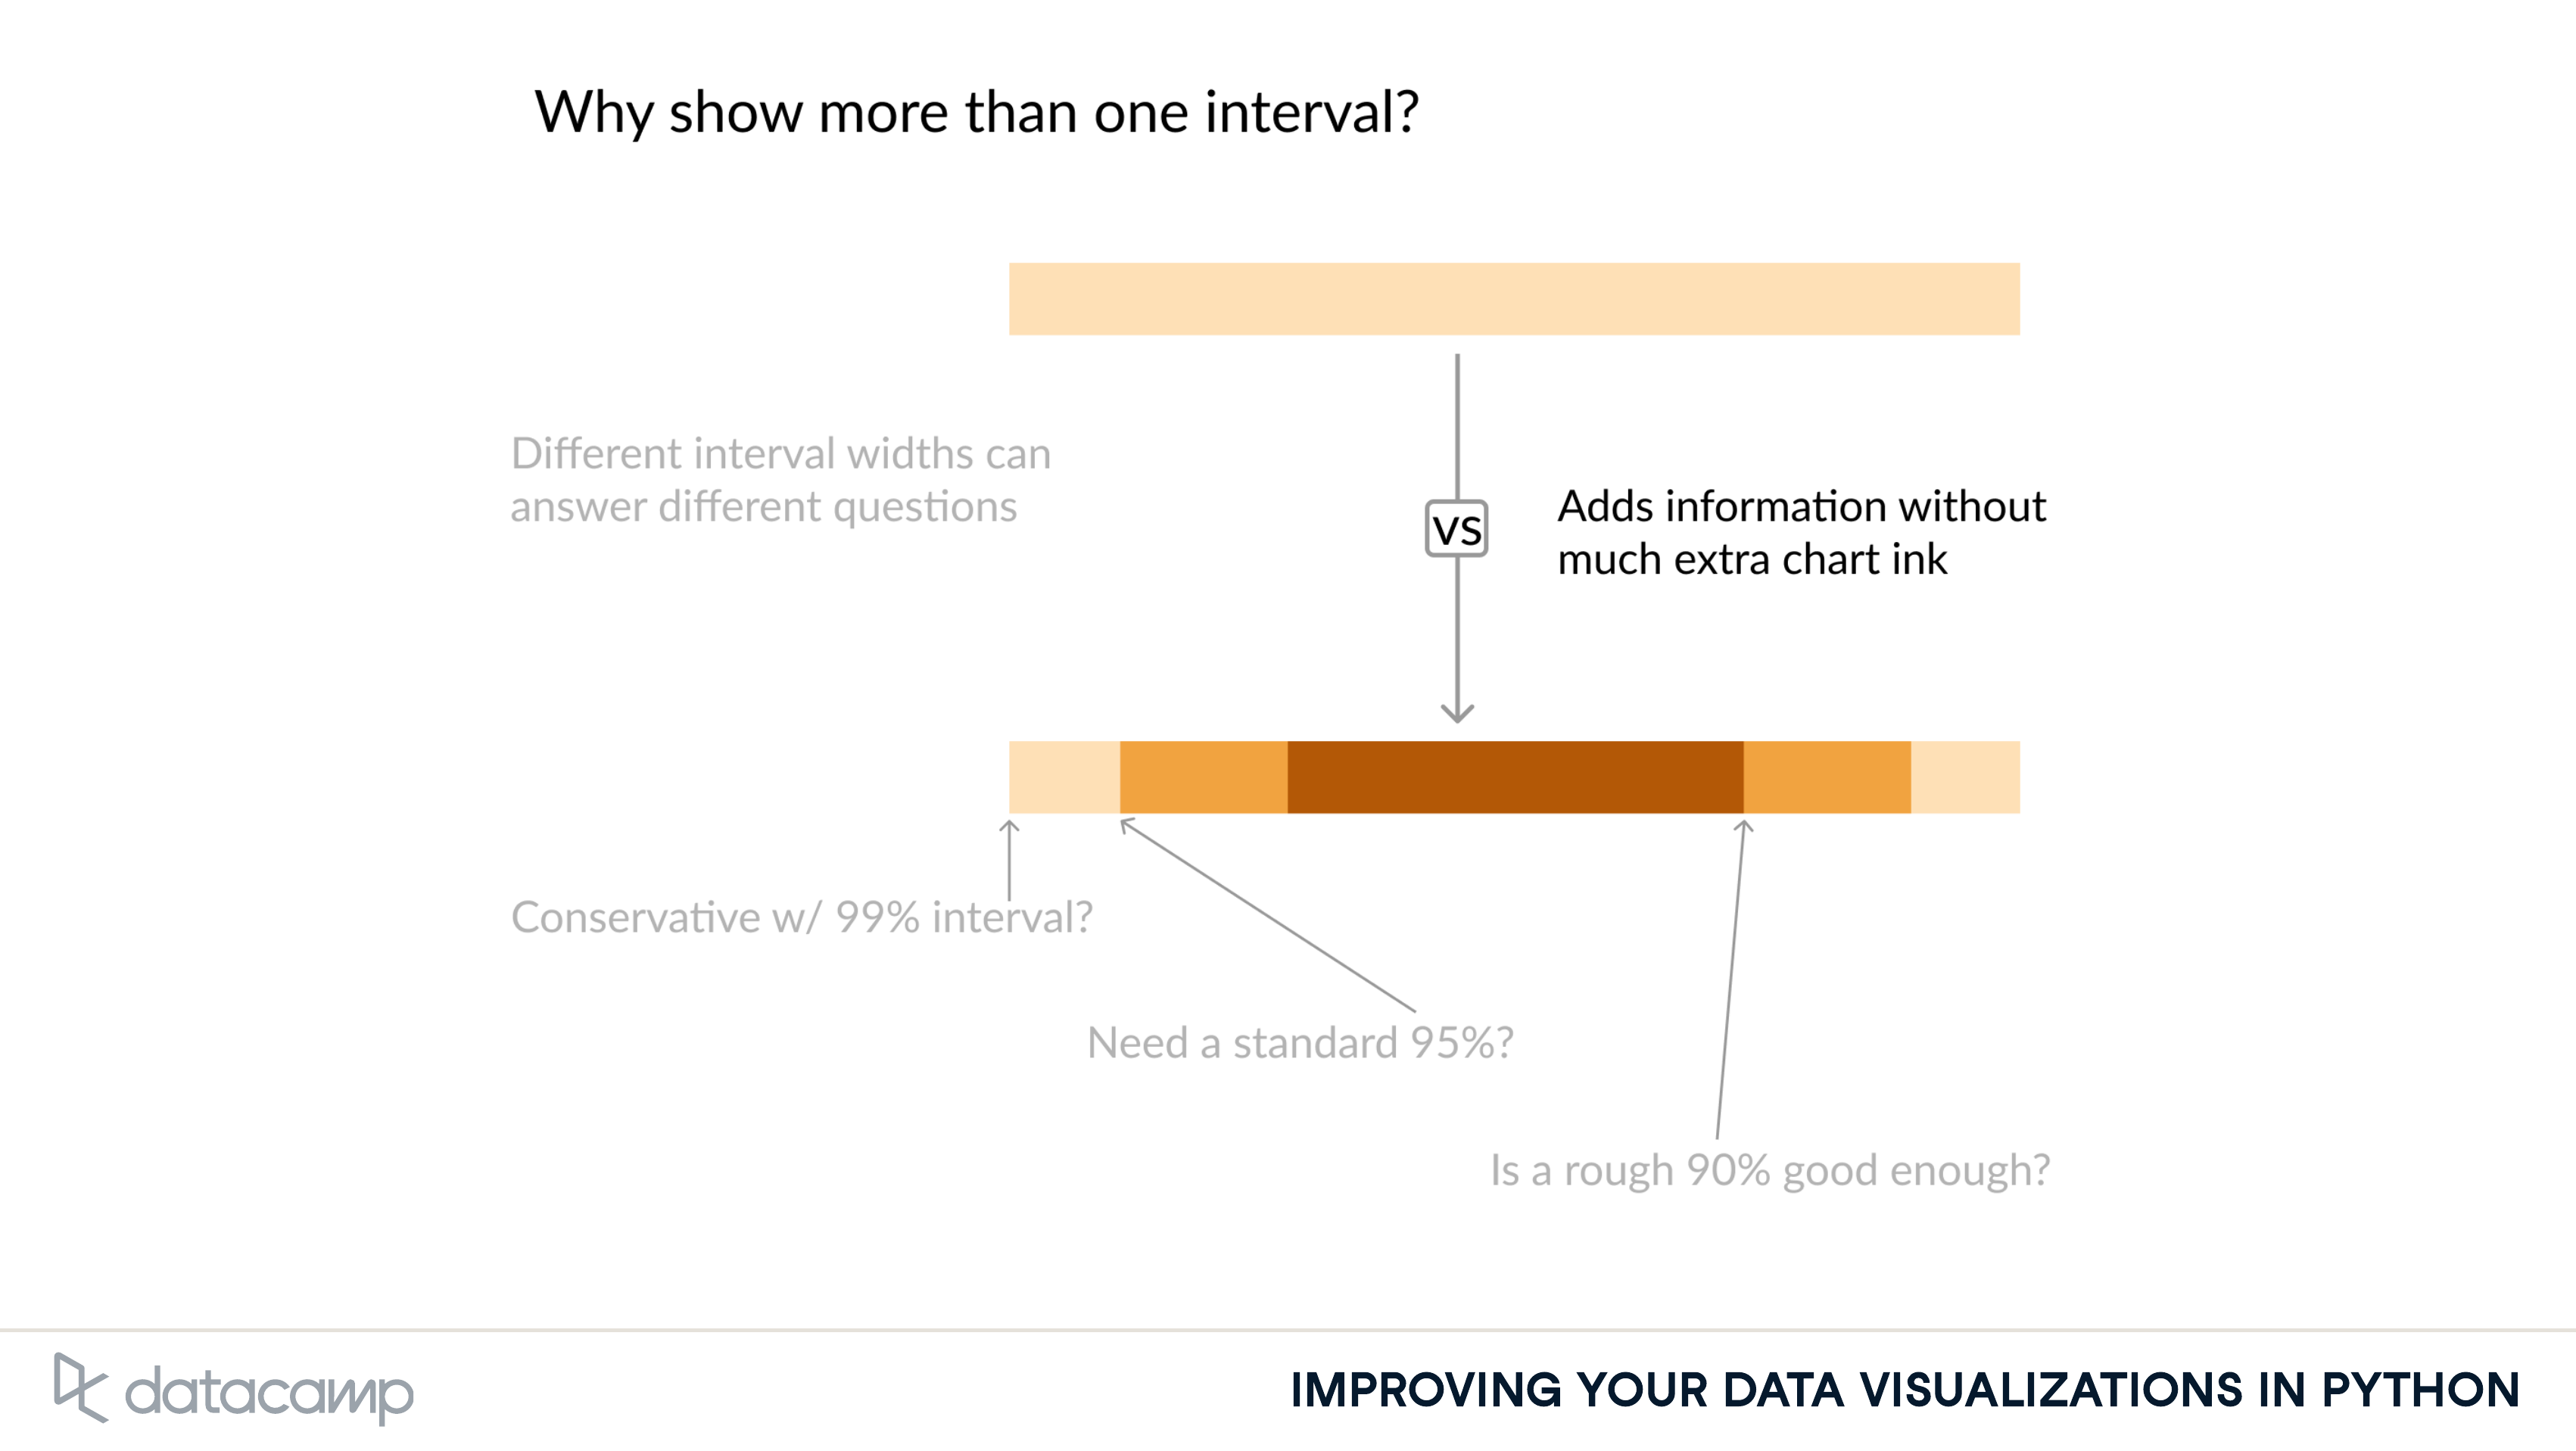 Why show more than one interval?
Different interval widths can
answer different questions
vs
Adds information without
much extra chart ink
Conservative w/ 99% interval?
Need a standard 95%?
Is a rough 90% good enough?
datacamp
IMPROVING YOUR DATA VISUALIZATIONS IN PYTHON